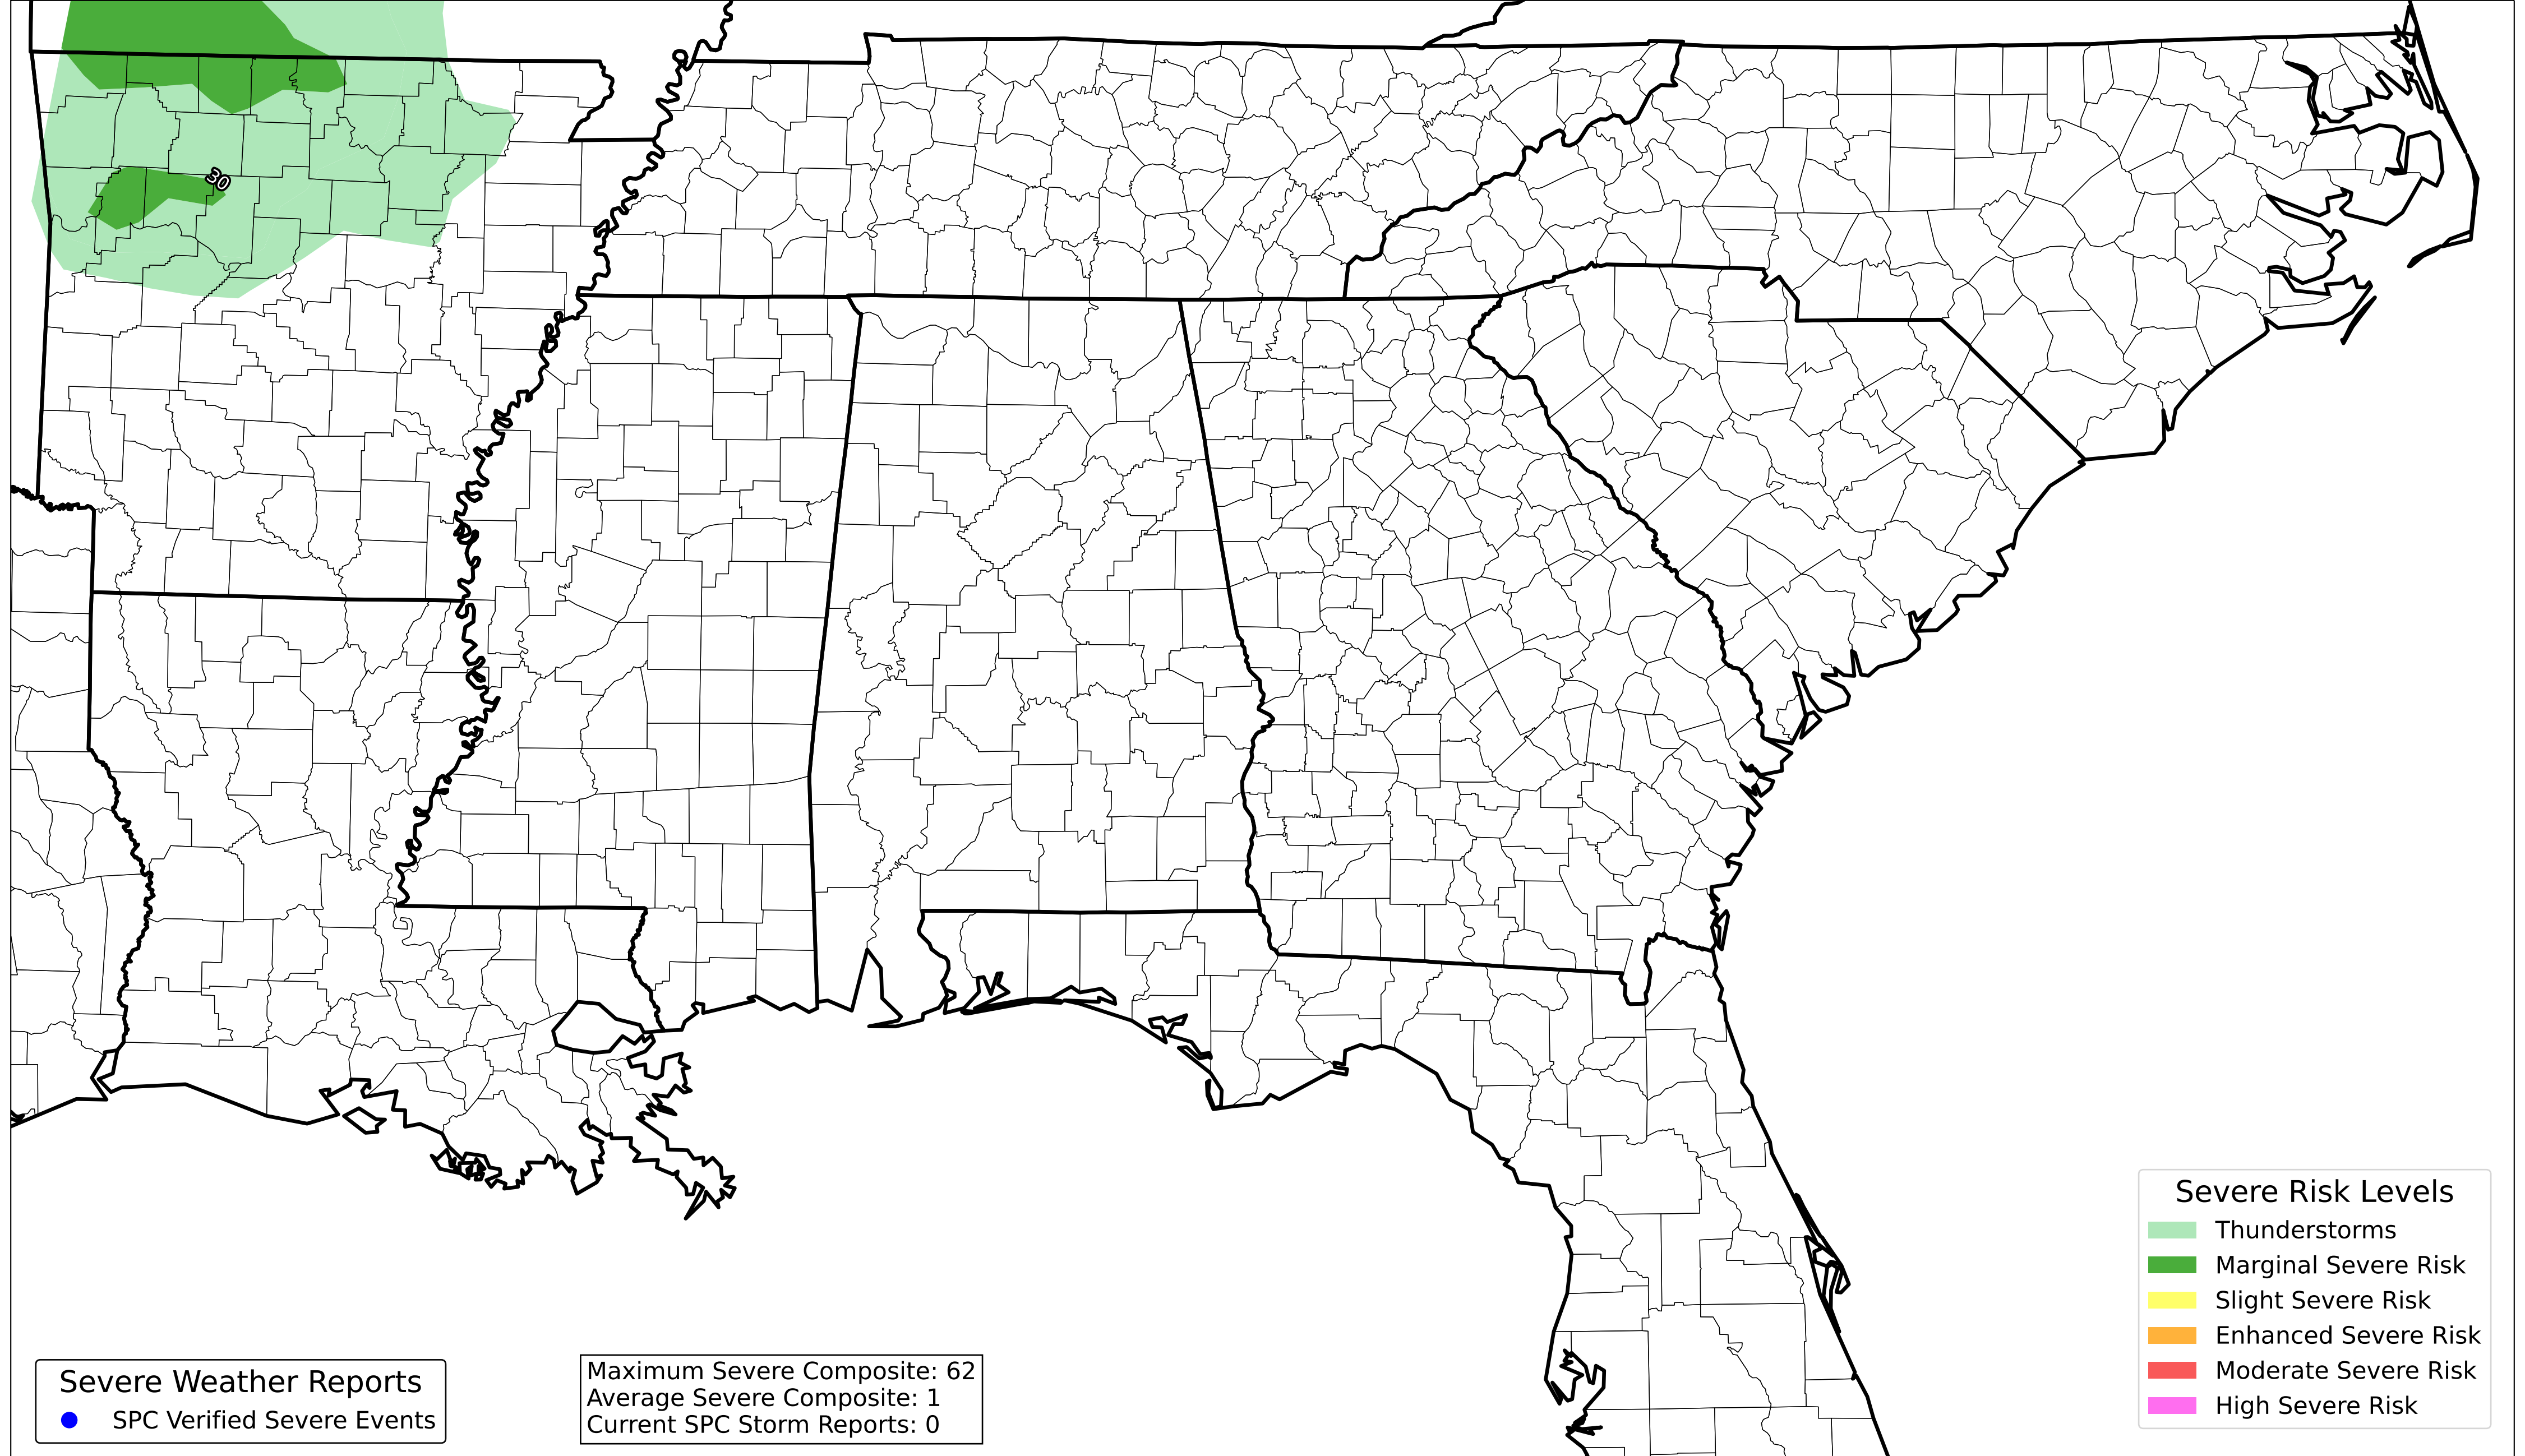 30
Severe Risk Levels
Thunderstorms
Marginal Severe Risk
Slight Severe Risk
Enhanced Severe Risk
Moderate Severe Risk
High Severe Risk
Severe Weather Reports
SPC Verified Severe Events
Maximum Severe Composite: 62
Average Severe Composite: 1
Current SPC Storm Reports: 0